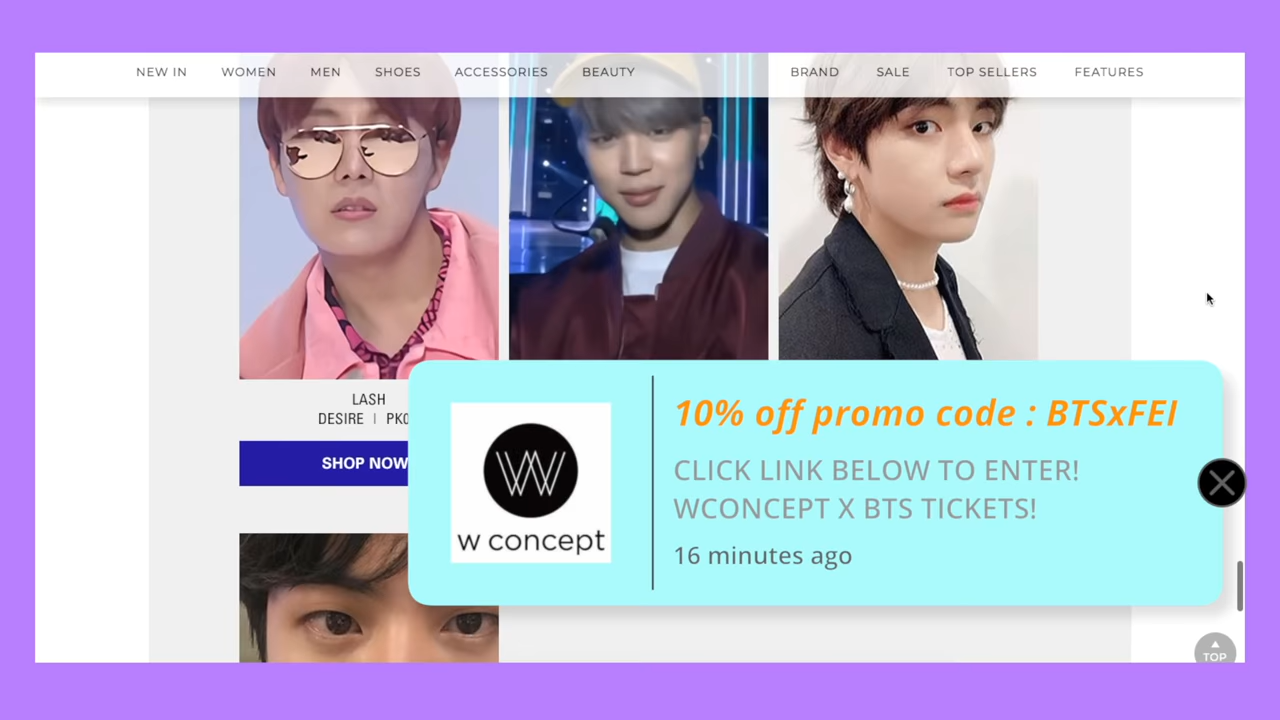 NEW IN WOMEN MEN SHOES ACCESSORIES BEAUTY BRAND SALE TOP SELLERS FEATURES
LASH
DESIRE | PK0
SHOP NOW
w concept
10% off promo code : BTSxFEI
CLICK LINK BELOW TO ENTER!
WCONCEPT X BTS TICKETS!
16 minutes ago
TOP